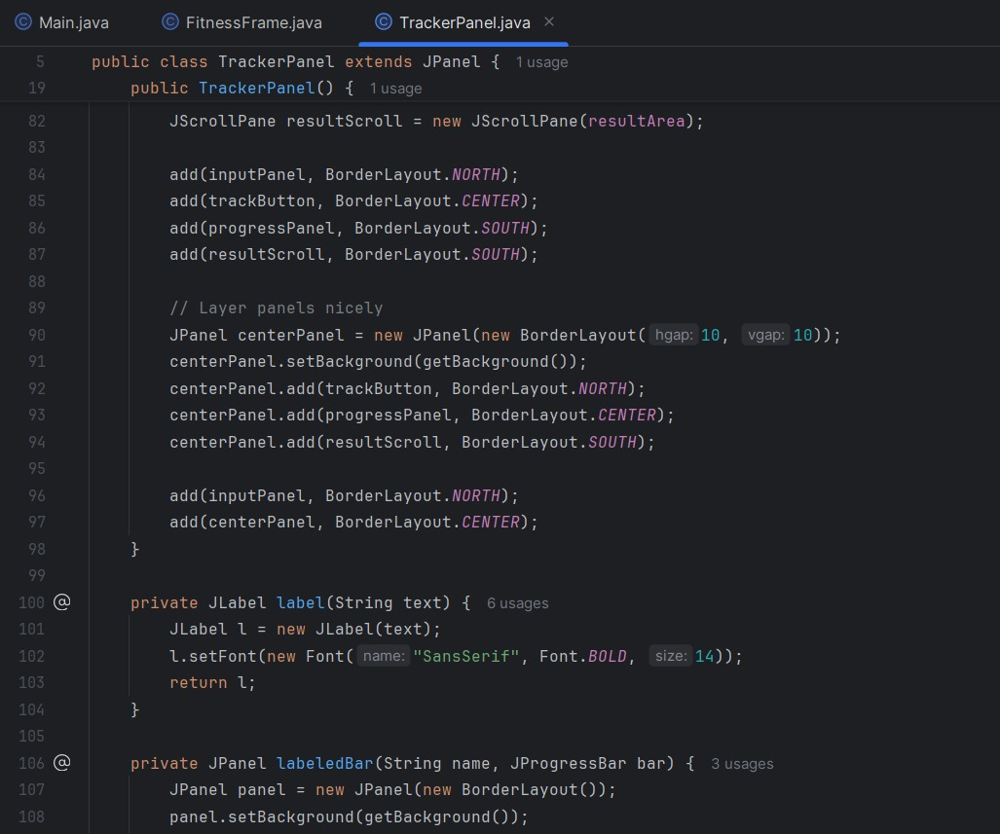 Main.java FitnessFrame.java TrackerPanel.java
5 public class TrackerPanel extends JPanel { 1 usage
19 public TrackerPanel() { 1 usage
82 JScrollPane resultScroll = new JScrollPane(resultArea);
83
84 add(inputPanel, BorderLayout.NORTH);
85 add(trackButton, BorderLayout.CENTER);
86 add(progressPanel, BorderLayout.SOUTH);
87 add(resultScroll, BorderLayout.SOUTH);
88
89 // Layer panels nicely
90 JPanel centerPanel = new JPanel(new BorderLayout( hgap: 10, vgap: 10));
91 centerPanel.setBackground(getBackground());
92 centerPanel.add(trackButton, BorderLayout.NORTH);
93 centerPanel.add(progressPanel, BorderLayout.CENTER);
94 centerPanel.add(resultScroll, BorderLayout.SOUTH);
95
96 add(inputPanel, BorderLayout.NORTH);
97 add(centerPanel, BorderLayout.CENTER);
98 }
99
100 @ private JLabel label(String text) { 6 usages
101 JLabel l = new JLabel(text);
102 l.setFont(new Font( name: "SansSerif", Font.BOLD, size: 14));
103 return l;
104 }
105
106 @ private JPanel labeledBar(String name, JProgressBar bar) { 3 usages
107 JPanel panel = new JPanel(new BorderLayout());
108 panel.setBackground(getBackground());